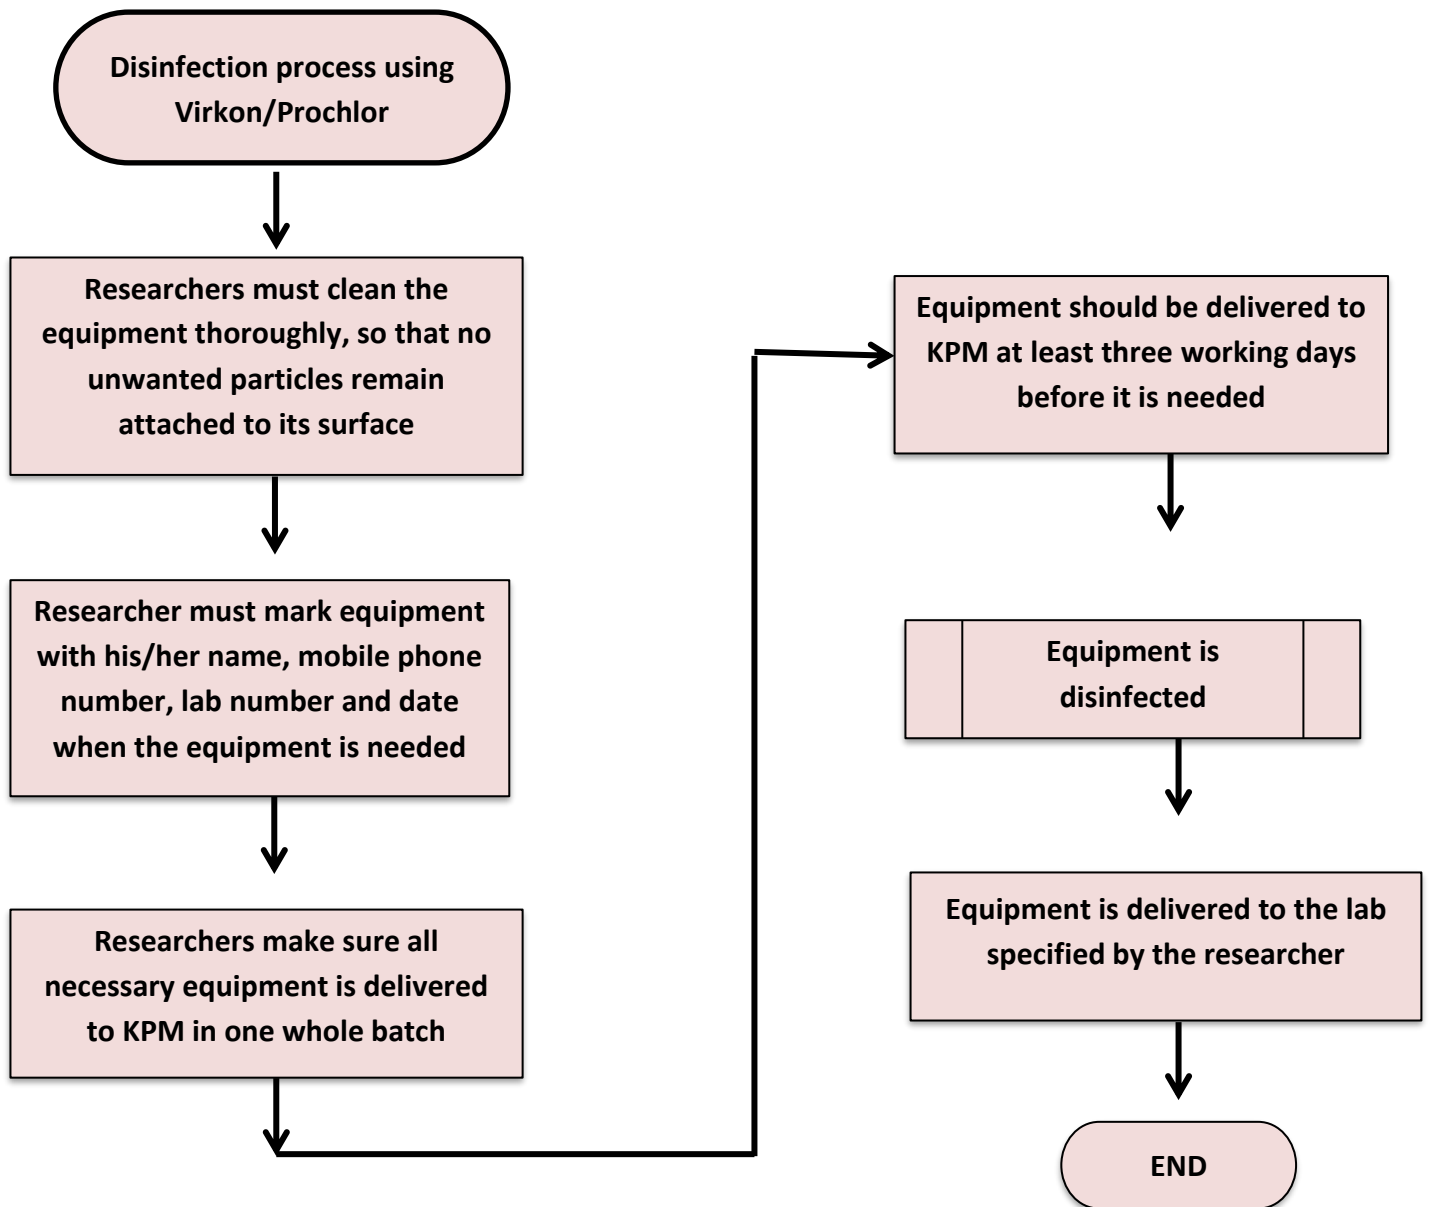 Disinfection process using
Virkon/Prochlor
Researchers must clean the
equipment thoroughly, so that no
unwanted particles remain
attached to its surface
Researcher must mark equipment
with his/her name, mobile phone
number, lab number and date
when the equipment is needed
Researchers make sure all
necessary equipment is delivered
to KPM in one whole batch
Equipment should be delivered to
KPM at least three working days
before it is needed
Equipment is
disinfected
Equipment is delivered to the lab
specified by the researcher
END